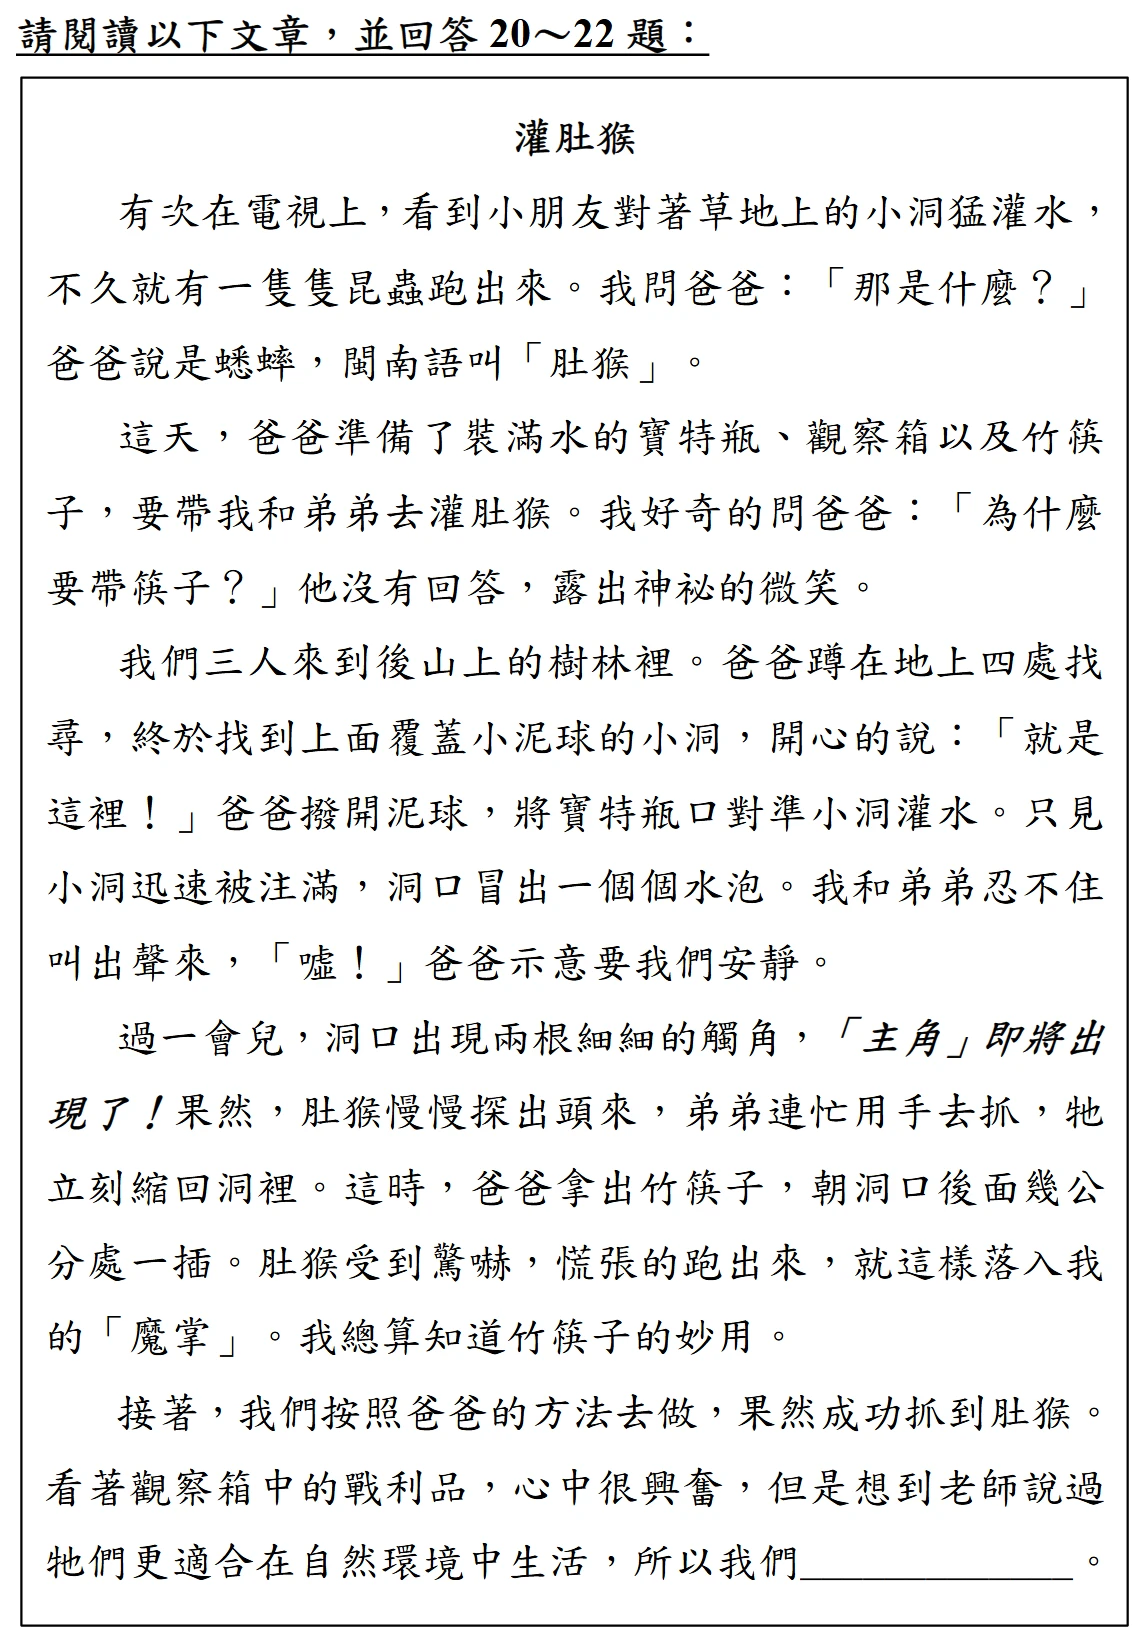 請閱讀以下文章，並回答 20～22 題：
灌肚猴
有次在電視上，看到小朋友對著草地上的小洞猛灌水，
不久就有一隻隻昆蟲跑出來。我問爸爸：「那是什麼？」
爸爸說是蟋蟀，閩南語叫「肚猴」。
這天，爸爸準備了裝滿水的寶特瓶、觀察箱以及竹筷
子，要帶我和弟弟去灌肚猴。我好奇的問爸爸：「為什麼
要帶筷子？」他沒有回答，露出神祕的微笑。
我們三人來到後山上的樹林裡。爸爸蹲在地上四處找
尋，終於找到上面覆蓋小泥球的小洞，開心的說：「就是
這裡！」爸爸撥開泥球，將寶特瓶口對準小洞灌水。只見
小洞迅速被注滿，洞口冒出一個個水泡。我和弟弟忍不住
叫出聲來，「噓！」爸爸示意要我們安靜。
過一會兒，洞口出現兩根細細的觸角，「主角」即將出
現了！果然，肚猴慢慢探出頭來，弟弟連忙用手去抓，牠
立刻縮回洞裡。這時，爸爸拿出竹筷子，朝洞口後面幾公
分處一插。肚猴受到驚嚇，慌張的跑出來，就這樣落入我
的「魔掌」。我總算知道竹筷子的妙用。
接著，我們按照爸爸的方法去做，果然成功抓到肚猴。
看著觀察箱中的戰利品，心中很興奮，但是想到老師說過
牠們更適合在自然環境中生活，所以我們_____________。